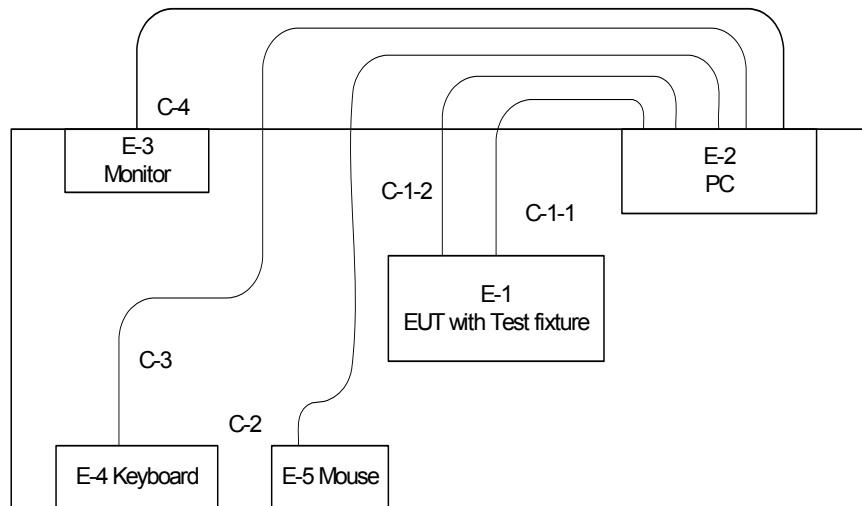 C-4
E-3
Monitor
E-2
PC
C-1-2
C-1-1
E-1
EUT with Test fixture
C-3
C-2
E-4 Keyboard
E-5 Mouse